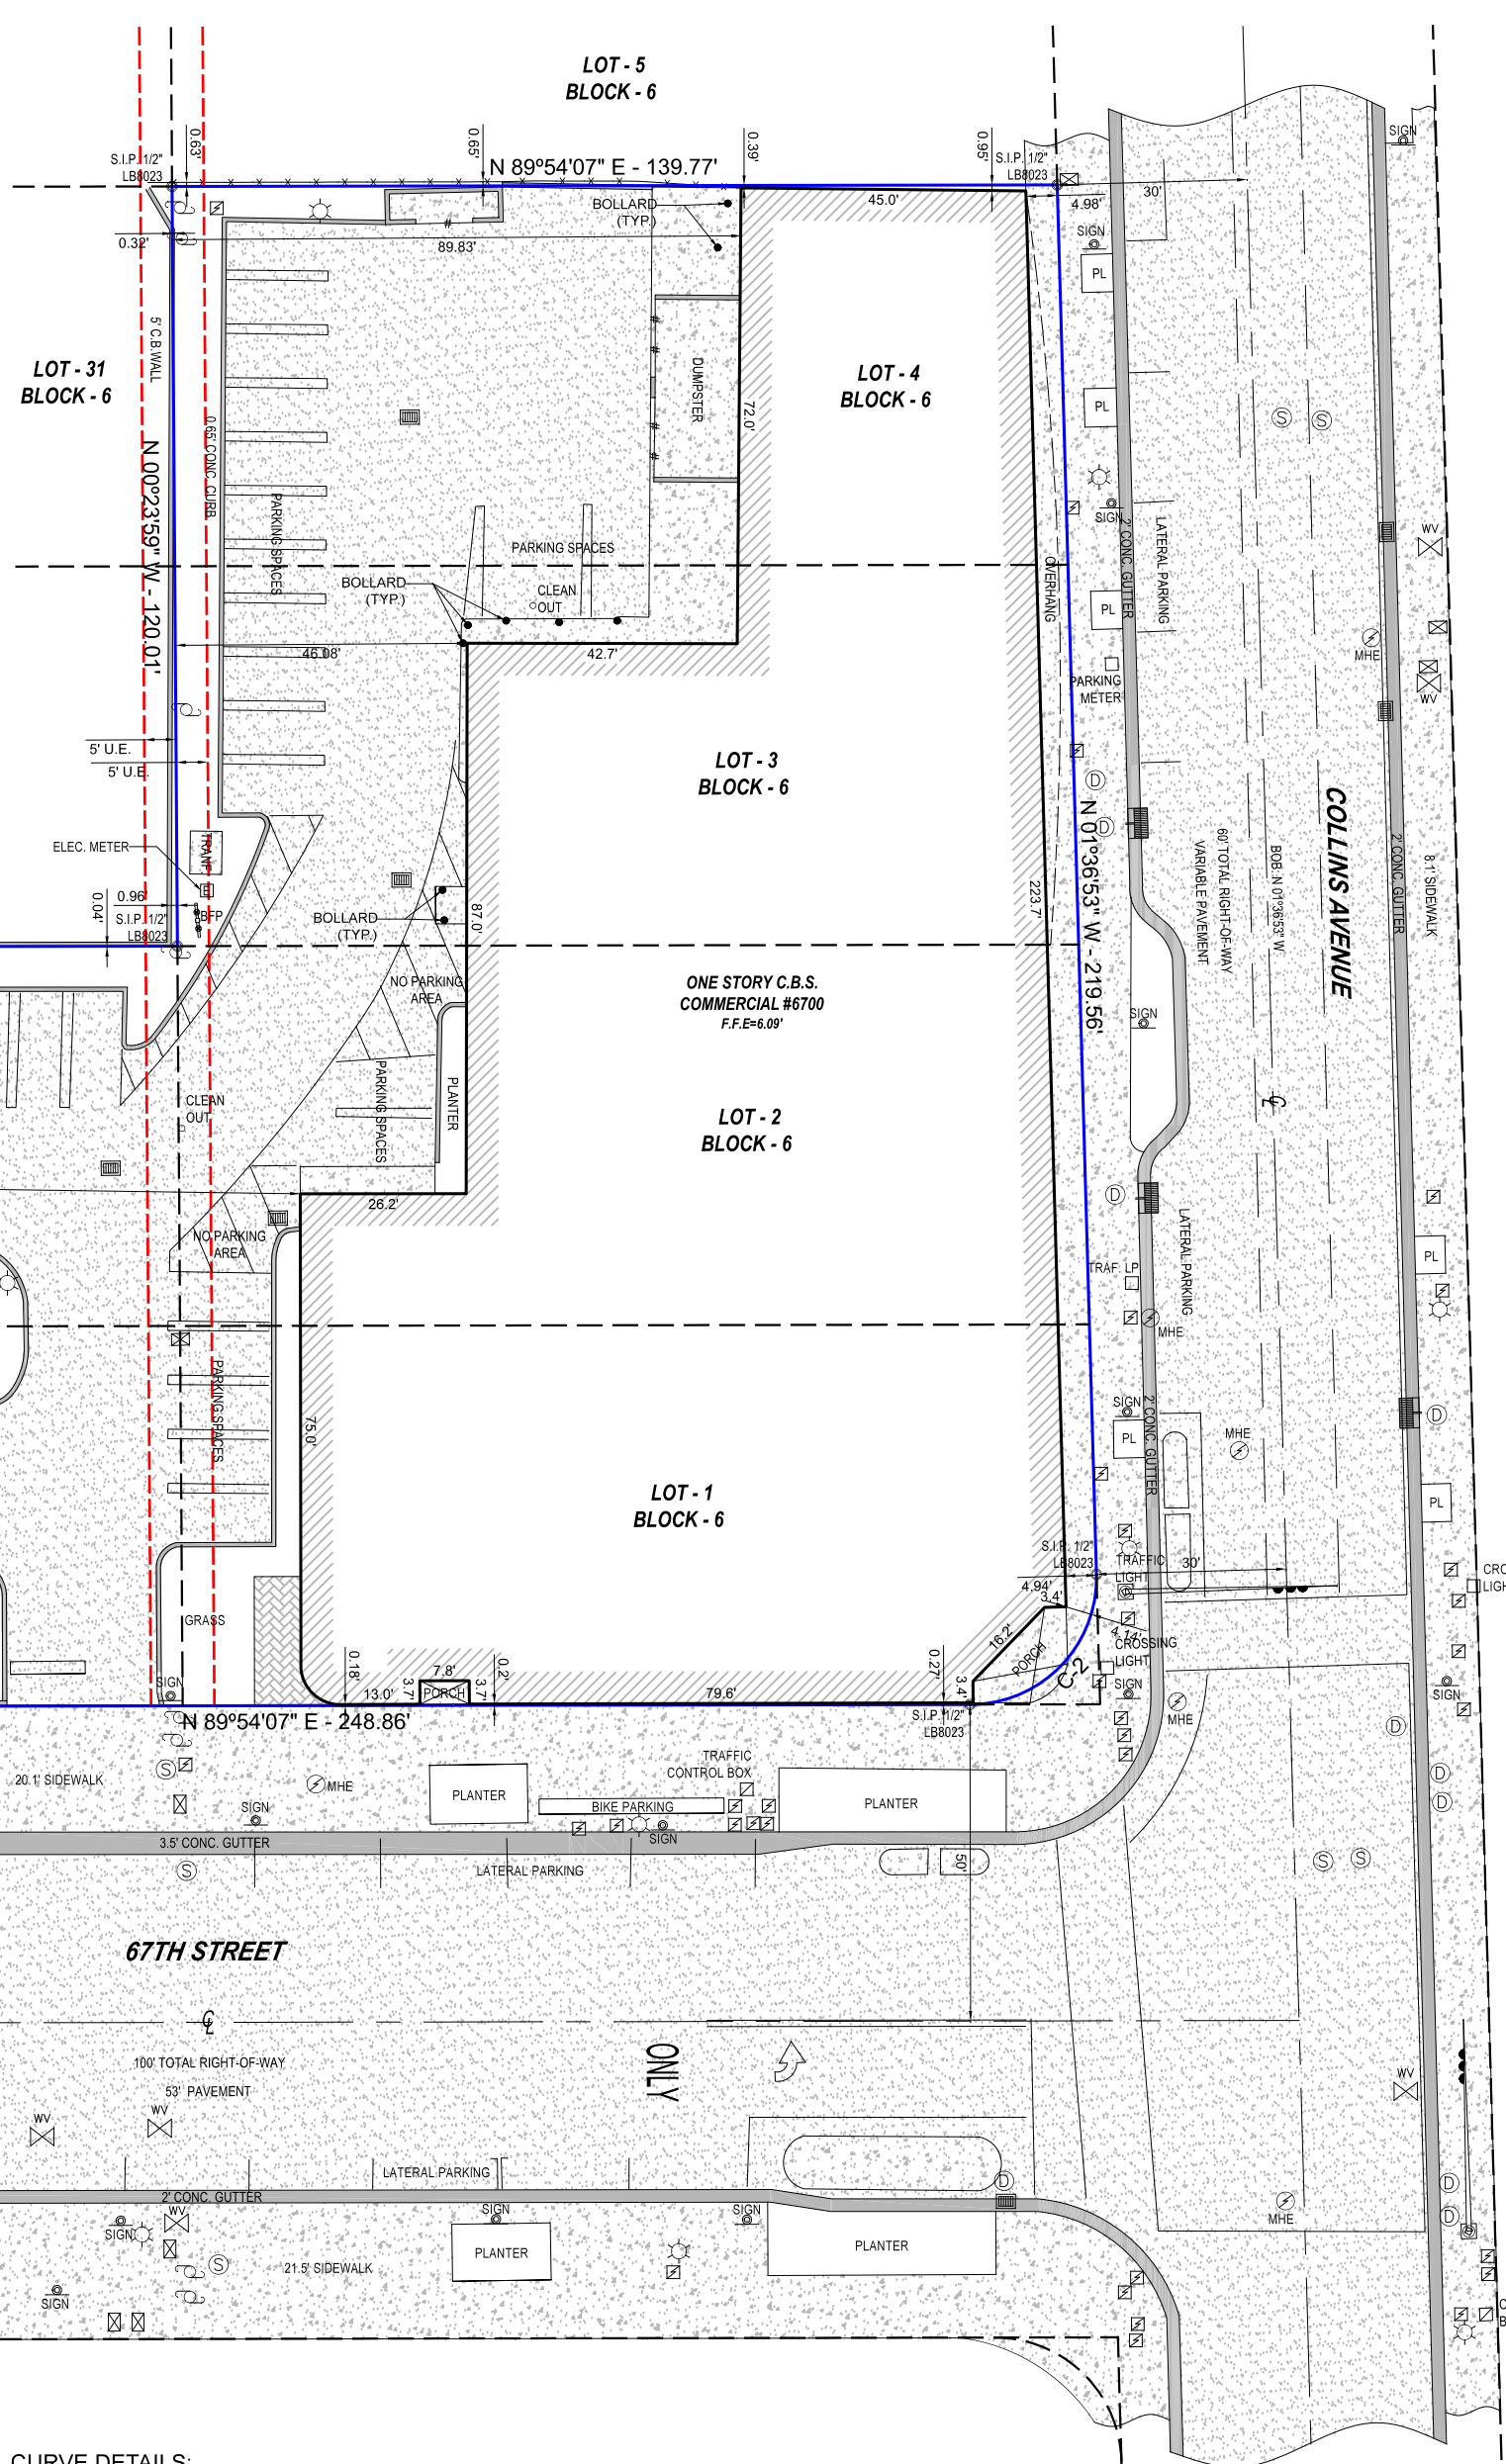 LOT - 5
BLOCK - 6
SIGN
0.63'
0.65'
0.39'
0.95'
S.I.P. 1/2"
LB8023
N 89º54'07" E - 139.77'
S.I.P. 1/2"
LB8023
BOLLARD
(TYP.)
45.0'
4.98'
30'
0.32'
89.83'
SIGN
PL
5' C.B.WALL
LOT - 31
BLOCK - 6
DUMPSTER
LOT - 4
BLOCK - 6
72.0'
PL
S
S
0.65' CONC. CURB
N 00º23'59" W - 120.01'
PARKING SPACES
SIGN
2' CONC. GUTTER
LATERAL PARKING
WV
PARKING SPACES
BOLLARD
(TYP.)
CLEAN
OUT
OVERHANG
PL
46.08'
42.7'
MHE
PARKING
METER
WV
5' U.E.
5' U.E.
LOT - 3
BLOCK - 6
D
D
N 01º36'53" W - 219.56'
COLLINS AVENUE
ELEC. METER
TRANF.
E
0.96'
0.04'
S.I.P. 1/2"
LB8023
BFP
BOLLARD
(TYP.)
87.0'
223.7'
60' TOTAL RIGHT-OF-WAY
VARIABLE PAVEMENT
BOB: N 01º36'53" W
2' CONC. GUTTER
8.1' SIDEWALK
NO PARKING
AREA
ONE STORY C.B.S.
COMMERCIAL #6700
F.F.E=6.09'
SIGN
CLEAN
OUT
PARKING SPACES
PLANTER
LOT - 2
BLOCK - 6
D
26.2'
NO PARKING
AREA
LATERAL PARKING
TRAF. LP
PL
MHE
PARKING SPACES
75.0'
SIGN
2' CONC. GUTTER
PL
MHE
D
LOT - 1
BLOCK - 6
PL
S.I.P. 1/2"
LB8023
TRAFFIC
LIGHT
30'
4.94'
3.4'
GRASS
16.2'
PORCH
4.14'
CROSSING
LIGHT
C-2
SIGN
0.18'
7.8'
3.7'
PORCH
3.7'
0.2'
0.27'
3.4'
SIGN
SIGN
13.0'
79.6'
N 89º54'07" E - 248.86'
S.I.P. 1/2"
LB8023
MHE
D
20.1' SIDEWALK
S
MHE
TRAFFIC
CONTROL BOX
PLANTER
BIKE PARKING
PLANTER
D
D
SIGN
SIGN
3.5' CONC. GUTTER
S
LATERAL PARKING
50'
S
S
67TH STREET
100' TOTAL RIGHT-OF-WAY
53' PAVEMENT
ONLY
WV
WV
WV
LATERAL PARKING
2' CONC. GUTTER
D
D
D
SIGN
WV
SIGN
SIGN
MHE
S
PLANTER
PLANTER
21.5' SIDEWALK
SIGN
CURVE DETAILS: